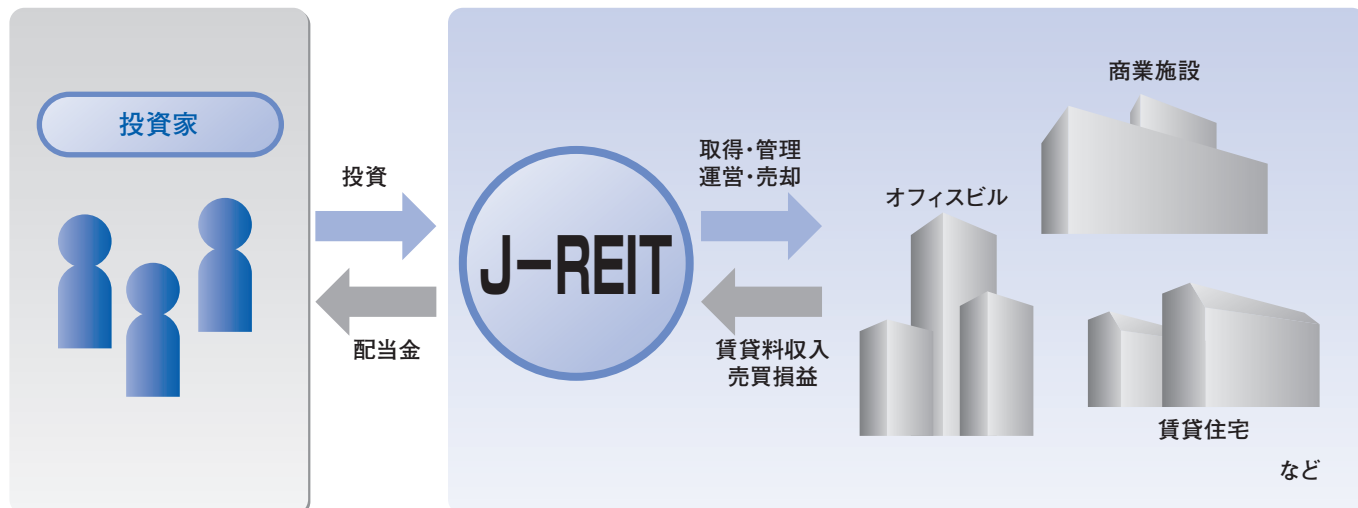 投資家
投資
配当金
J-REIT
取得・管理
運営・売却
賃貸料収入
売買損益
商業施設
オフィスビル
賃貸住宅
など